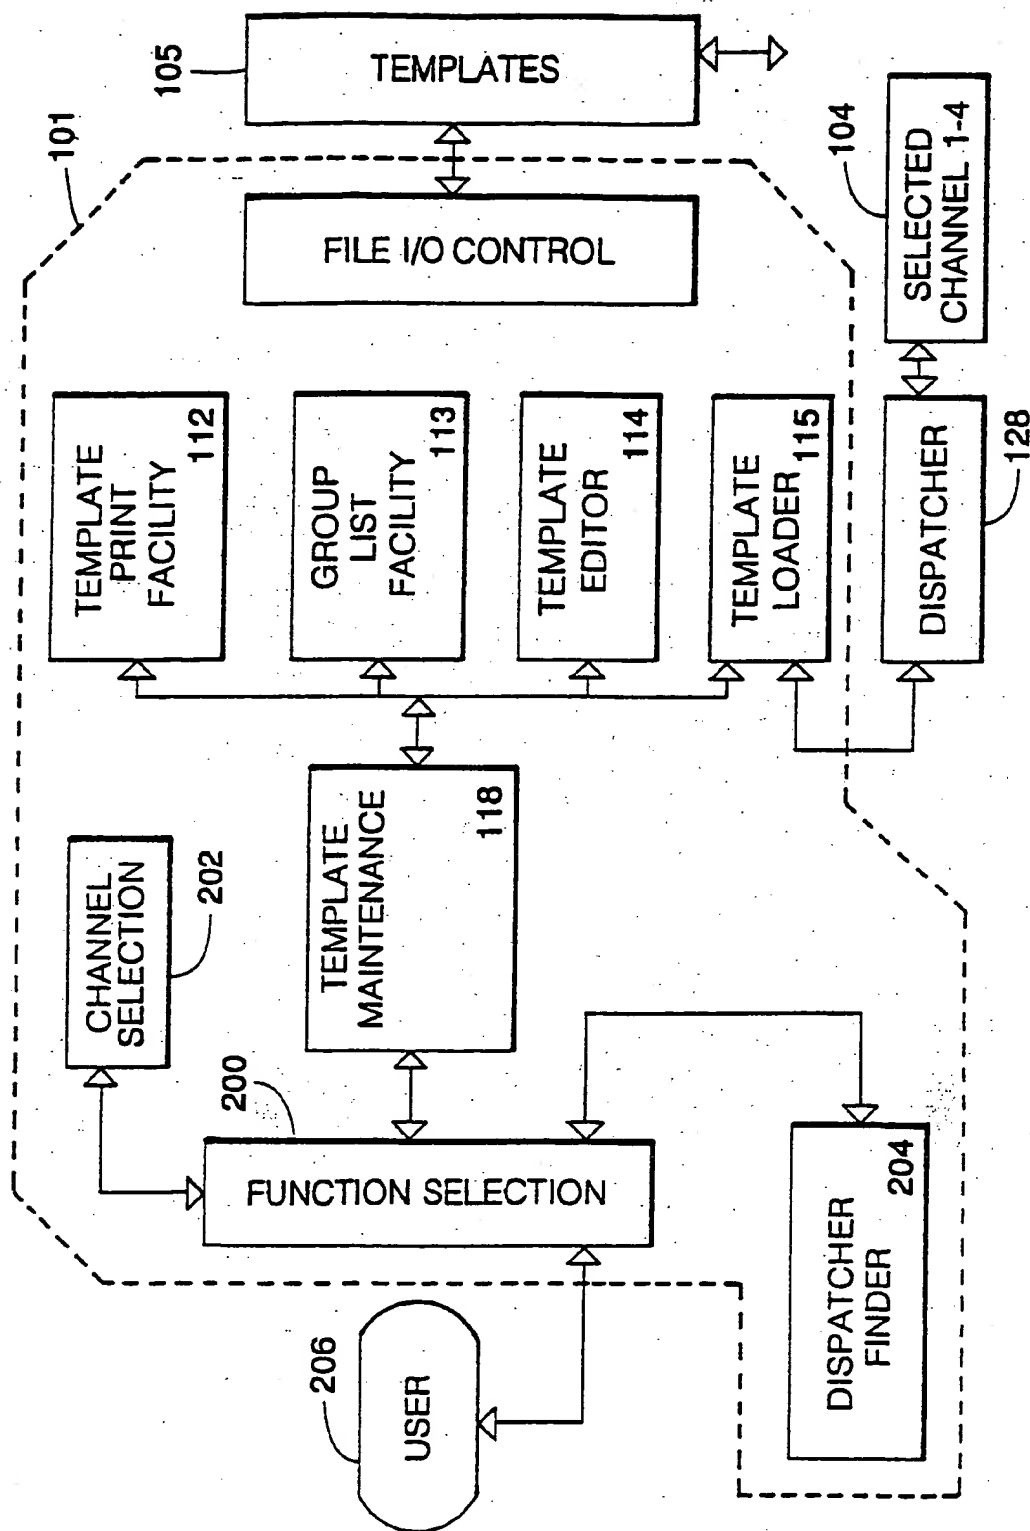 101
105
TEMPLATES
FILE I/O CONTROL
104
SELECTED
CHANNEL 1-4
TEMPLATE
PRINT
FACILITY
112
GROUP
LIST
FACILITY
113
TEMPLATE
EDITOR
114
TEMPLATE
LOADER
115
DISPATCHER
128
CHANNEL
SELECTION
202
TEMPLATE
MAINTENANCE
118
200
FUNCTION SELECTION
206
USER
DISPATCHER
FINDER
204